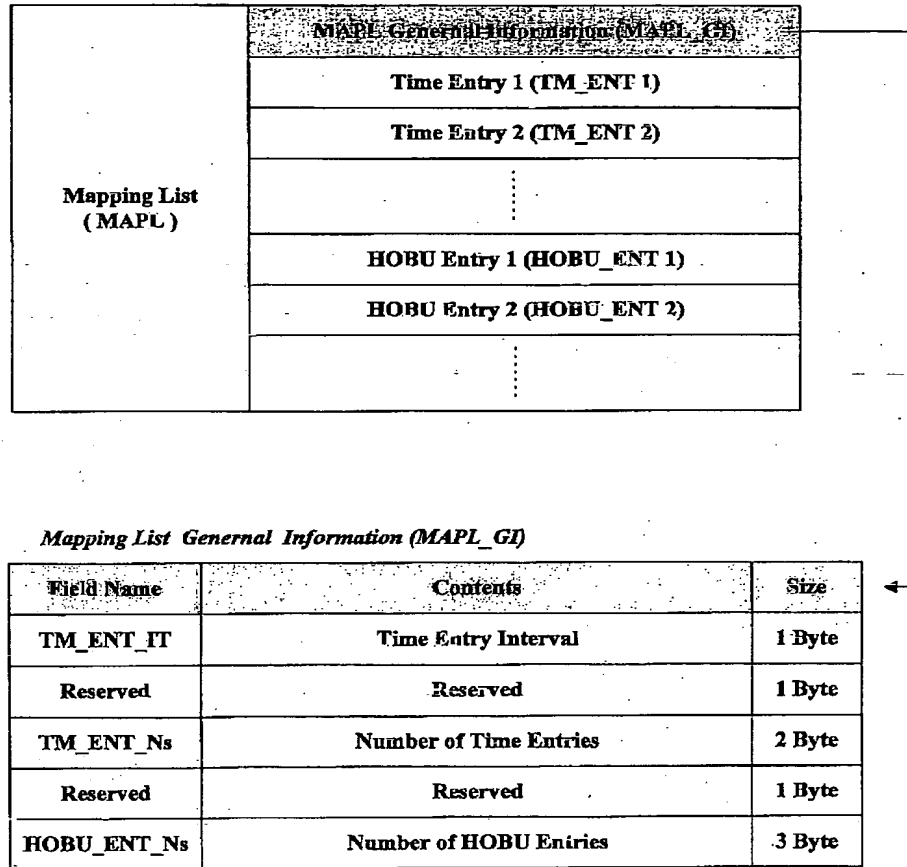 MAPL Genernal Information (MAPL_GI)
Time Entry 1 (TM_ENT 1)
Time Entry 2 (TM_ENT 2)
Mapping List
( MAPL )
HOBU Entry 1 (HOBU_ENT 1)
HOBU Entry 2 (HOBU_ENT 2)
Mapping List Genernal Information (MAPL_GI)
Field Name Contents Size
TM_ENT_IT Time Entry Interval 1 Byte
Reserved Reserved 1 Byte
TM_ENT_Ns Number of Time Entries 2 Byte
Reserved Reserved 1 Byte
HOBU_ENT_Ns Number of HOBU Entries 3 Byte